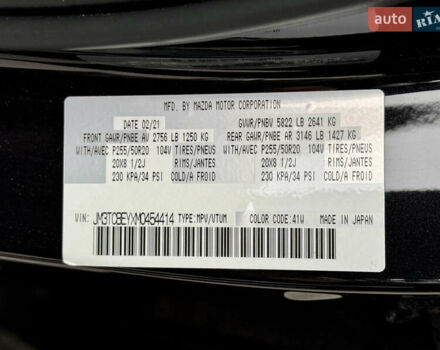 auto RIA
MFD. BY MAZDA MOTOR CORPORATION
DATE 02/21 GVWR/PNBV 5822 LB 2641 KG
FRONT GAWR/PNBE AV 2756 LB 1250 KG REAR GAWR/PNBE AR 3146 LB 1427 KG
WITH/AVEC P255/50R20 104V TIRES/PNEUS WITH/AVEC P255/50R20 104V TIRES/PNEUS
20X8 1/2J RIMS/JANTES 20X8 1/2J RIMS/JANTES
230 KPA/34 PSI /COLD A FROID 230 KPA/34 PSI /COLD A FROID
VIN: JM3TCBEYXM0454414 TYPE:MPV/VTUM COLOR CODE:41W MADE IN JAPAN